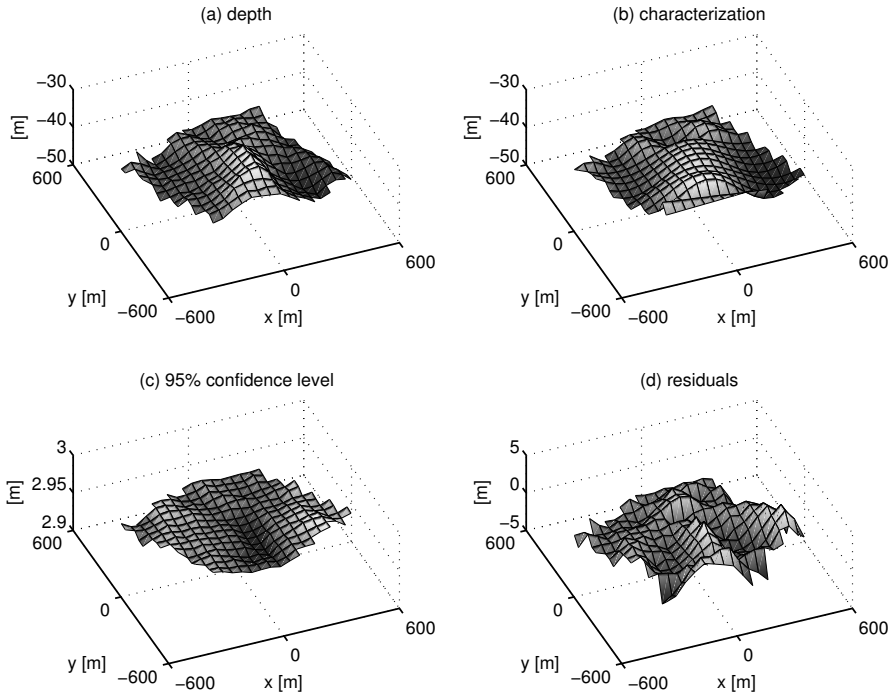 (a) depth
−30
−40
−50
[m]
600
0
−600
y [m]
−600
0
600
x [m]
(b) characterization
−30
−40
−50
[m]
600
0
−600
y [m]
−600
0
600
x [m]
(c) 95% confidence level
3
2.95
2.9
[m]
600
0
−600
y [m]
−600
0
600
x [m]
(d) residuals
5
0
−5
[m]
600
0
−600
y [m]
−600
0
600
x [m]